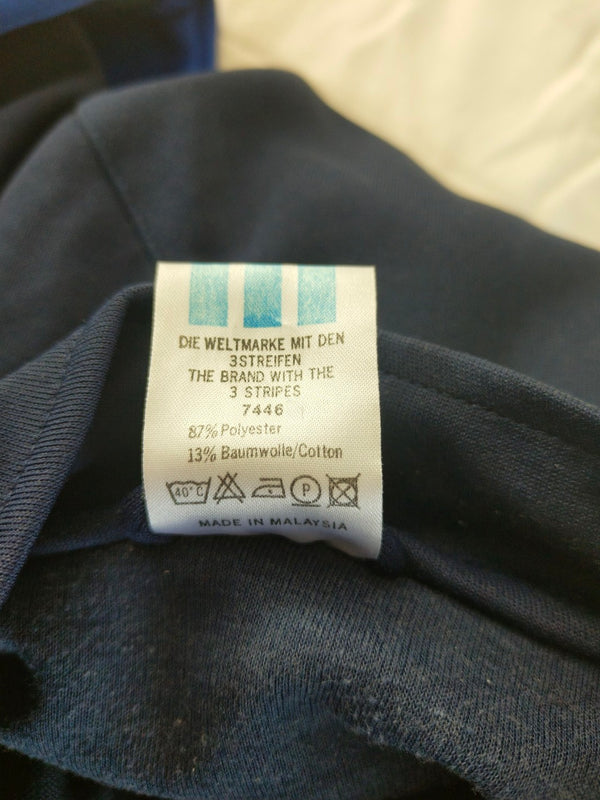 DIE WELTMARKE MIT DEN
3STREIFEN
THE BRAND WITH THE
3 STRIPES
7446
87% Polyester
13% Baumwolle/Cotton
40°C P
MADE IN MALAYSIA